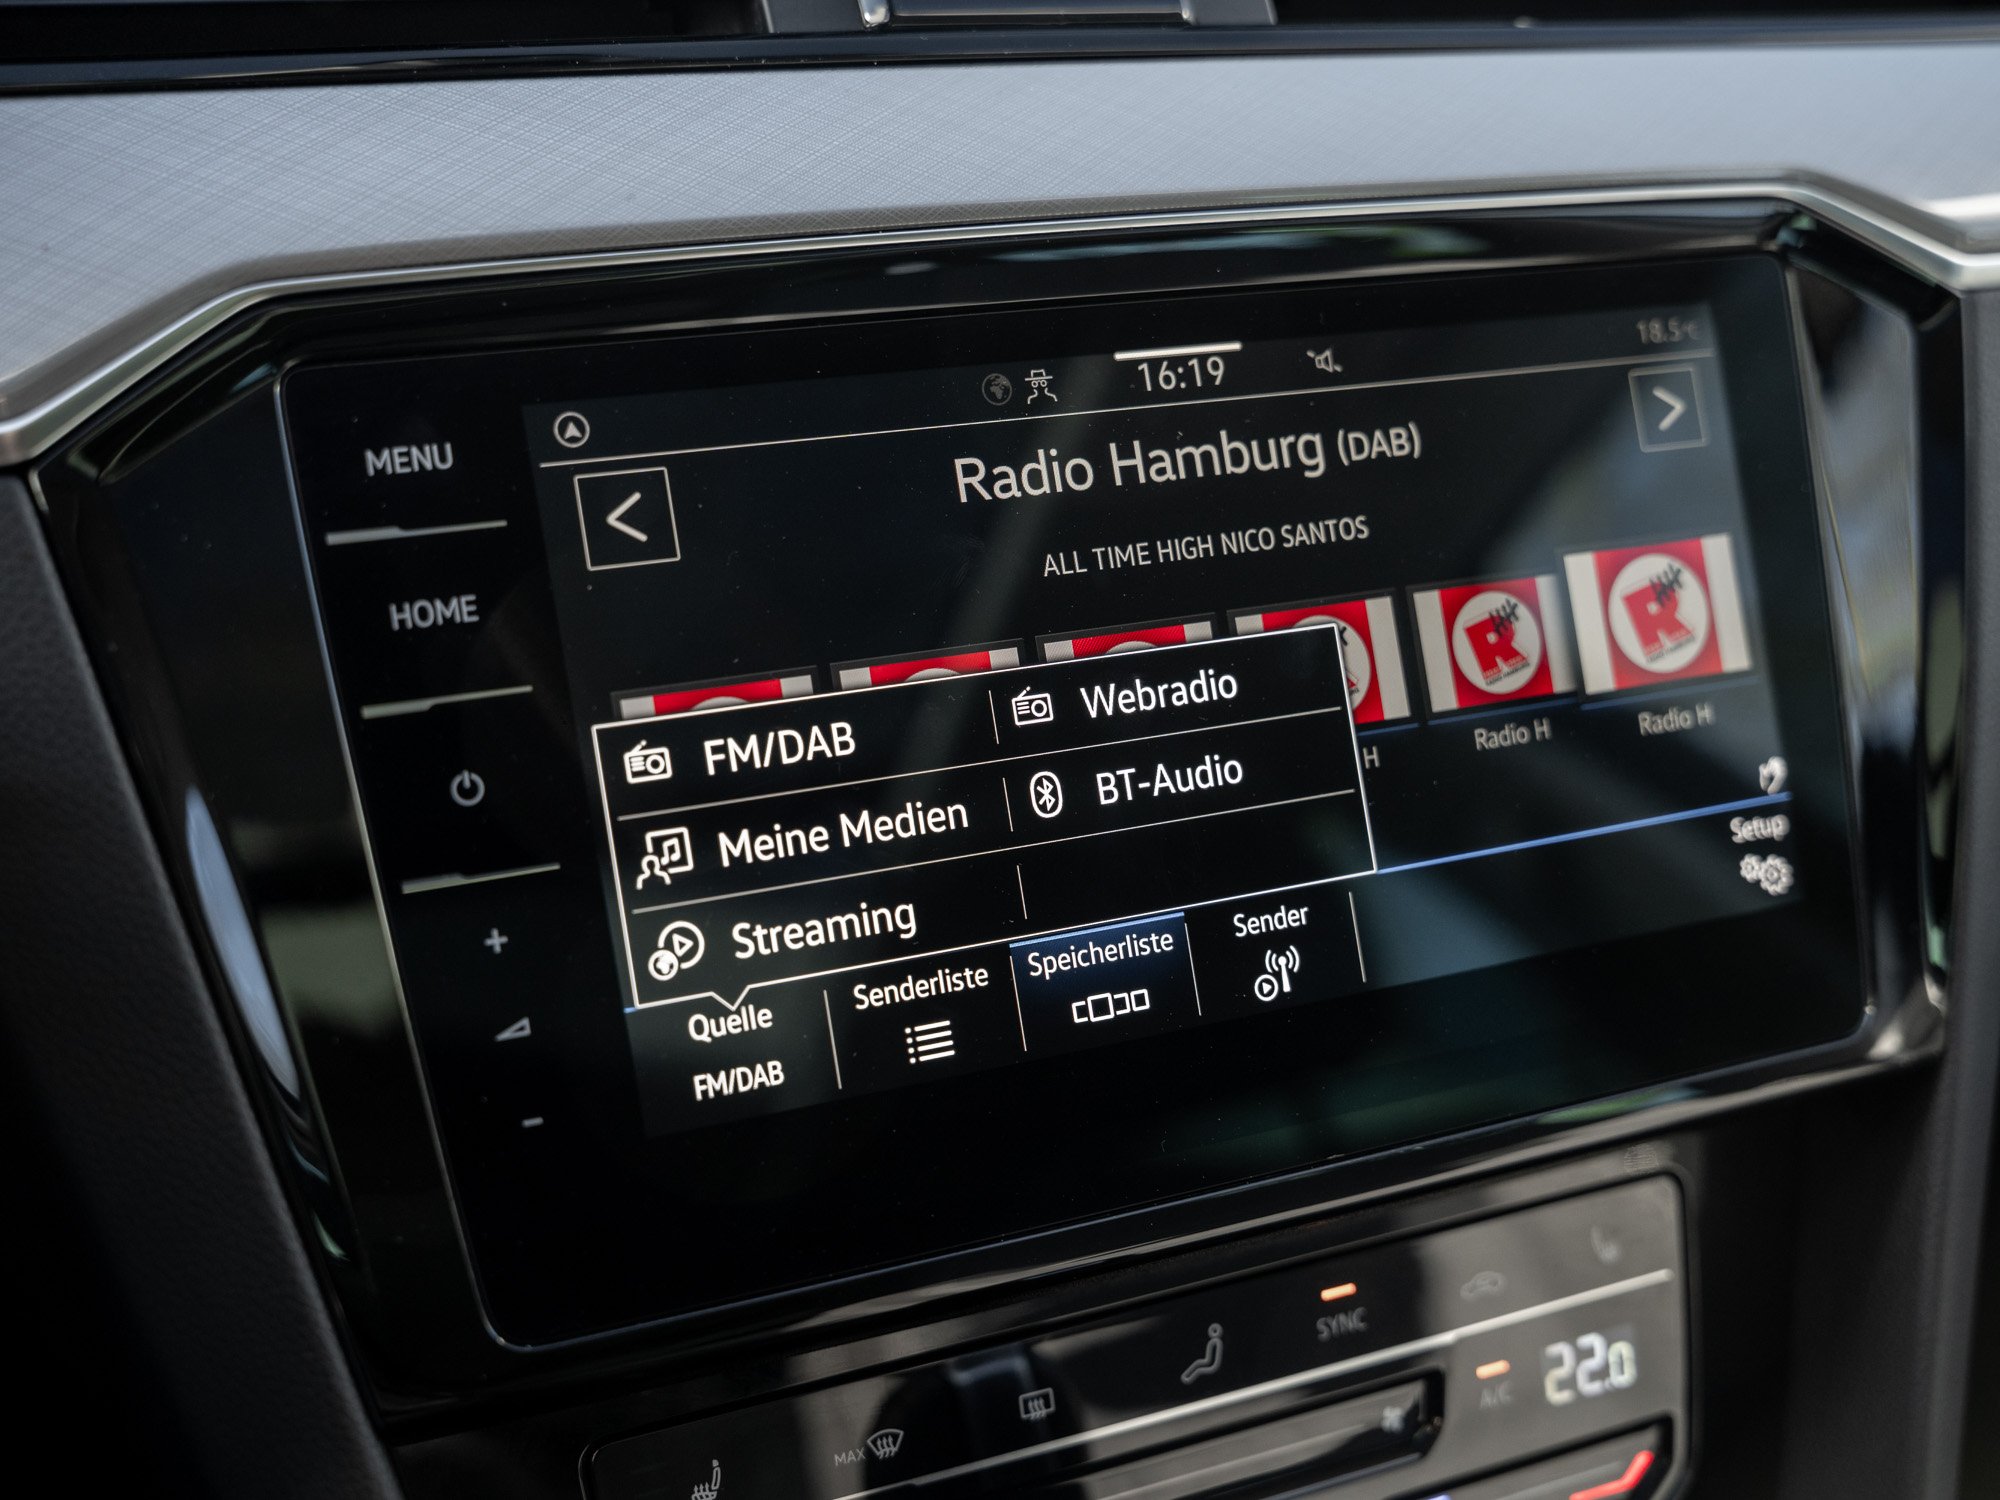 18.5°C
16:19
MENU
Radio Hamburg (DAB)
ALL TIME HIGH NICO SANTOS
HOME
FM/DAB
Webradio
Meine Medien
BT-Audio
Streaming
H
Radio H
Radio H
Setup
Quelle
FM/DAB
Senderliste
Speicherliste
Sender
+
-
SYNC
A/C
22.0
MAX